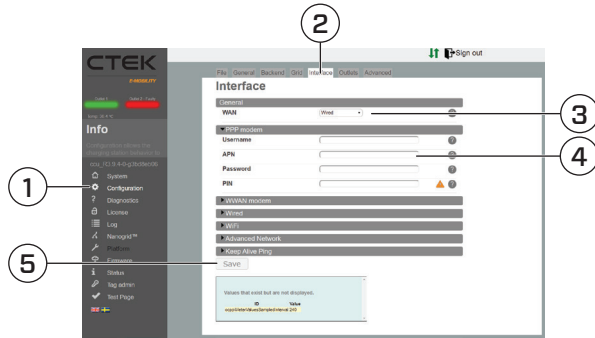 2
CTEK
E-MOBILITY
Sign out
File General Backend Grid Interface Outlets Advanced
Interface
General
WAN Wired
3
PPP modem
Username
APN
4
Password
PIN
Info
1
System
Configuration
Diagnostics
License
Log
Nanogrid™
Platform
Firmware
Status
Tag admin
Test Page
WWAN modem
Wired
WiFi
Advanced Network
Keep Alive Ping
5
Save
Values that exist but are not displayed.
ID Value